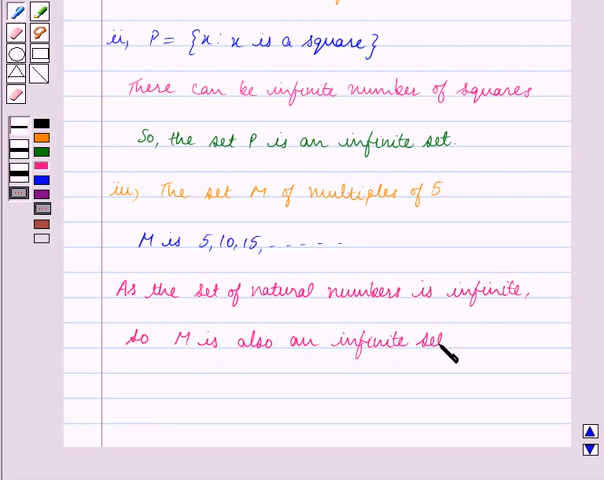 ii, P = {x : x is a square}
There can be infinite number of squares
So, the set P is an infinite set.
iii, The set M of multiples of 5
M is 5, 10, 15, - - - - -
As the set of natural numbers is infinite,
so M is also an infinite set